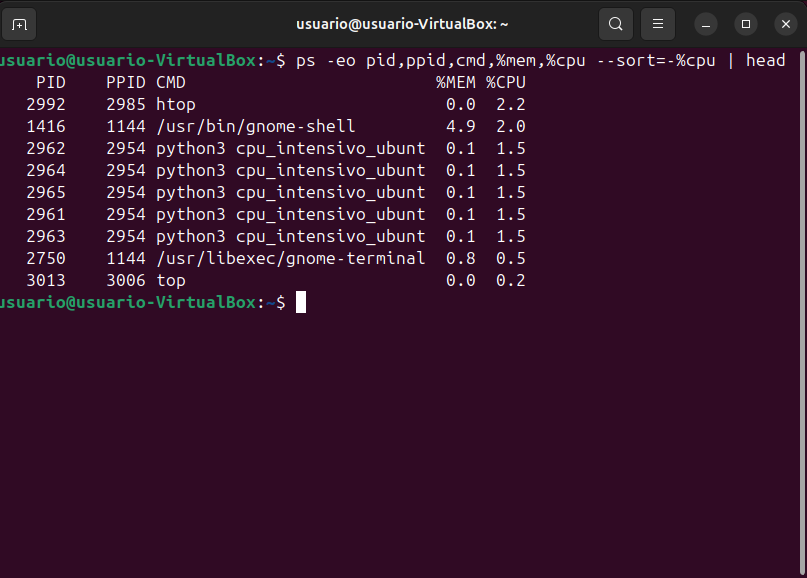 usuario@usuario-VirtualBox: ~
usuario@usuario-VirtualBox:~$ ps -eo pid,ppid,cmd,%mem,%cpu --sort=-%cpu | head
PID PPID CMD %MEM %CPU
2992 2985 htop 0.0 2.2
1416 1144 /usr/bin/gnome-shell 4.9 2.0
2962 2954 python3 cpu_intensivo_ubunt 0.1 1.5
2964 2954 python3 cpu_intensivo_ubunt 0.1 1.5
2965 2954 python3 cpu_intensivo_ubunt 0.1 1.5
2961 2954 python3 cpu_intensivo_ubunt 0.1 1.5
2963 2954 python3 cpu_intensivo_ubunt 0.1 1.5
2750 1144 /usr/libexec/gnome-terminal 0.8 0.5
3013 3006 top 0.0 0.2
usuario@usuario-VirtualBox:~$